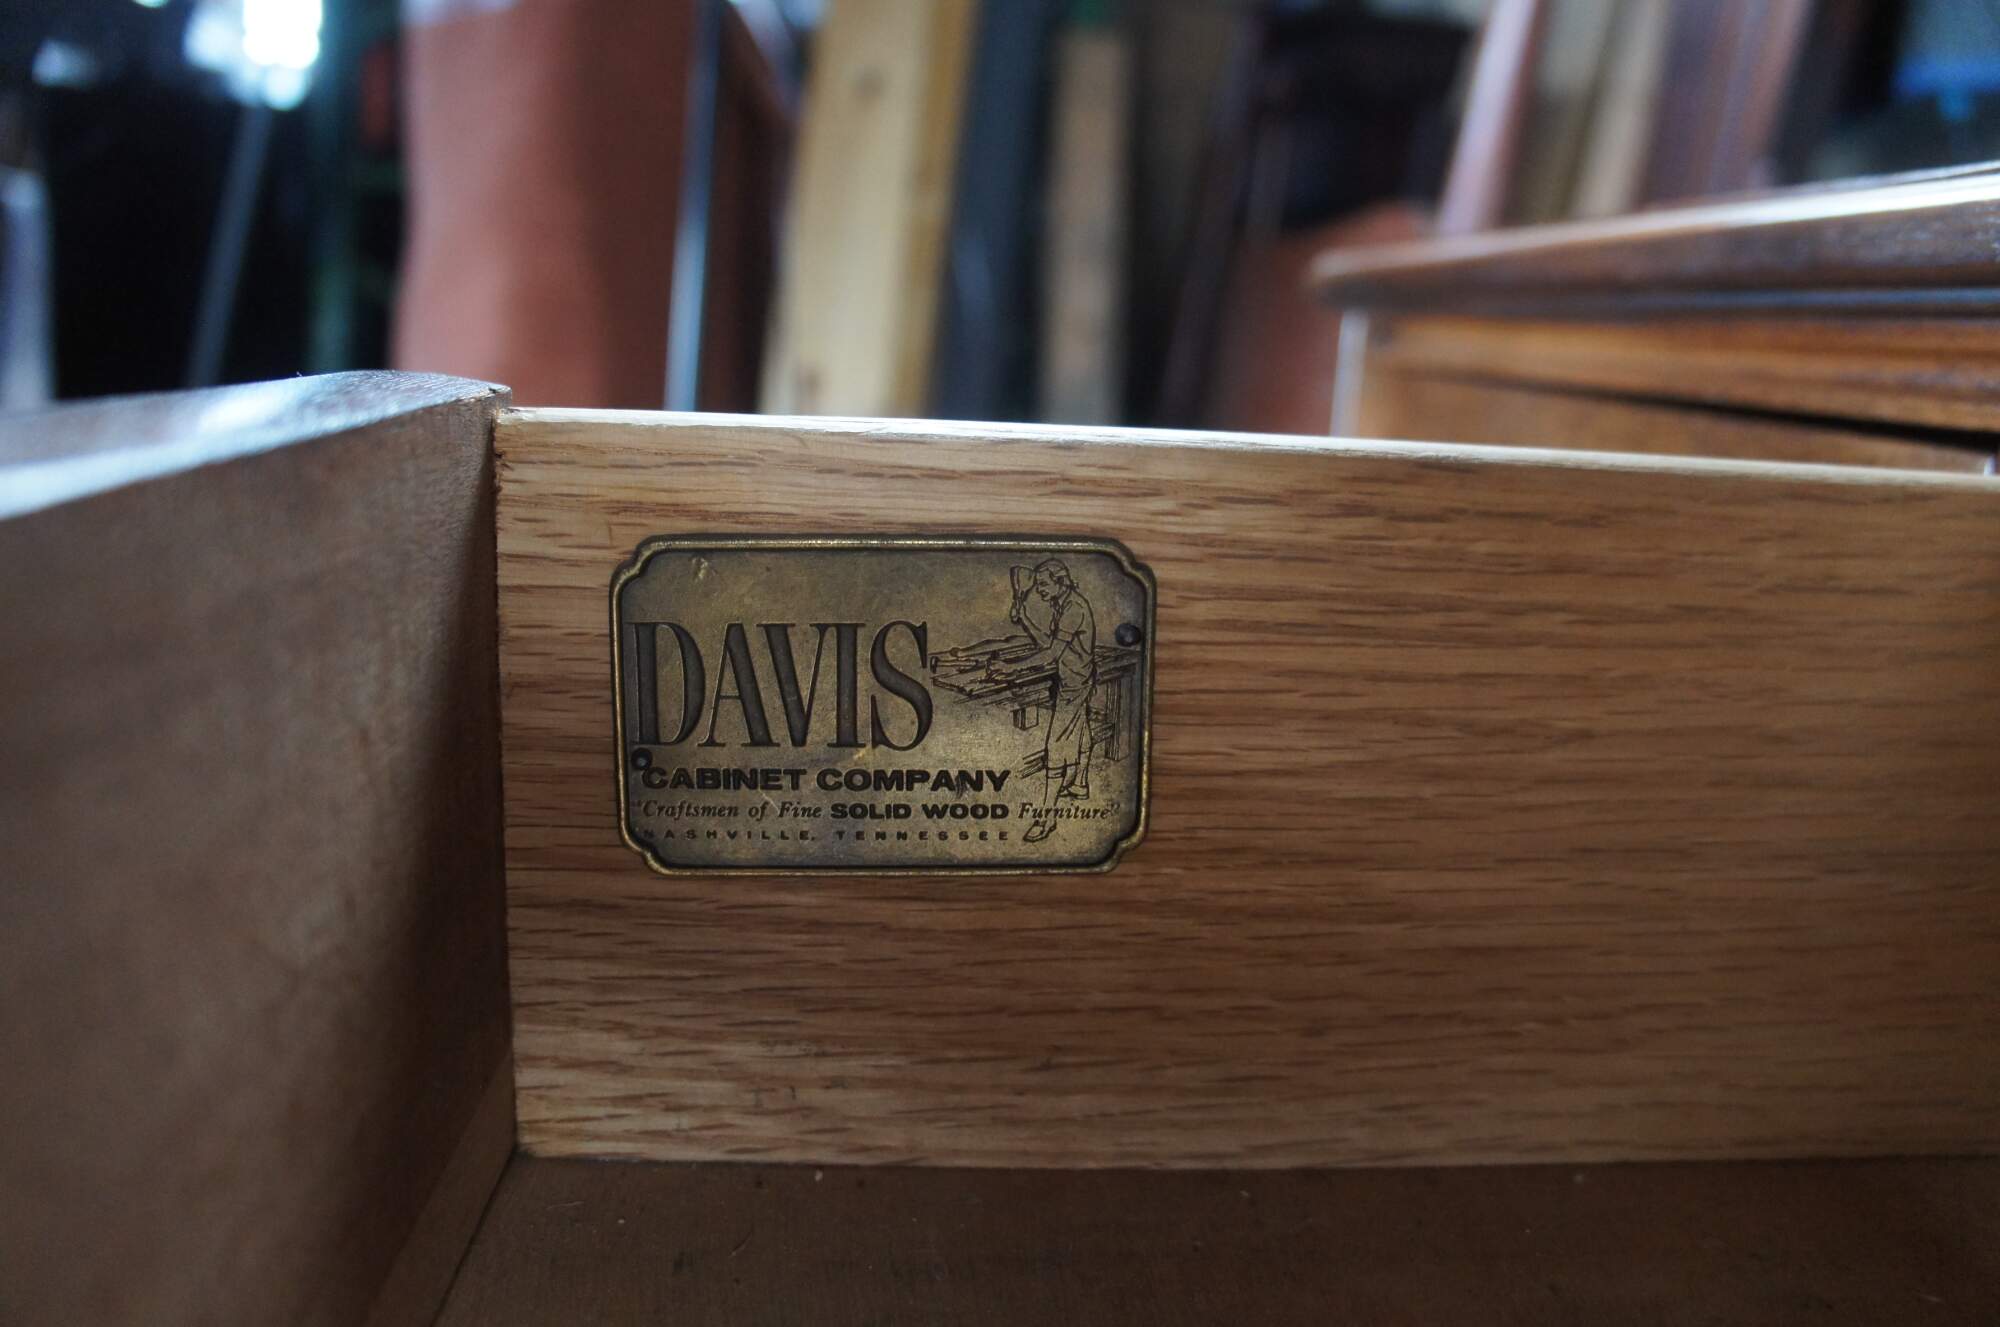 DAVIS
CABINET COMPANY
"Craftsmen of Fine SOLID WOOD Furniture"
NASHVILLE, TENNESSEE